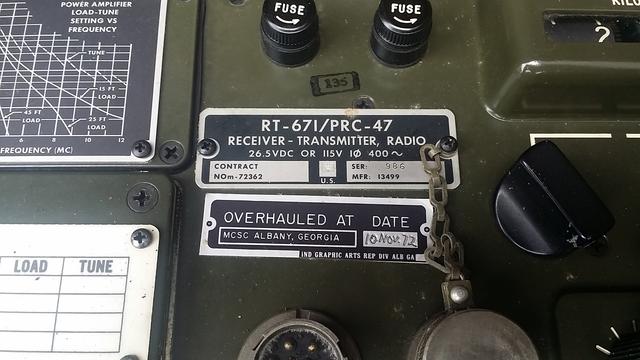 POWER AMPLIFIER
LOAD-TUNE
SETTING VS
FREQUENCY
TUNE
15 FT
LOAD
45 FT
LOAD
25 FT
LOAD
6 8 10 12
FREQUENCY (MC)
FUSE
FUSE
135
RT-671/PRC-47
RECEIVER - TRANSMITTER, RADIO
26.5VDC OR 115V 1Ø 400~
CONTRACT
NOm-72362
U.S.
SER: 986
MFR: 13499
OVERHAULED AT DATE
MCSC ALBANY, GEORGIA
10 NOV 72
IND GRAPHIC ARTS REP DIV ALB GA
LOAD TUNE
?